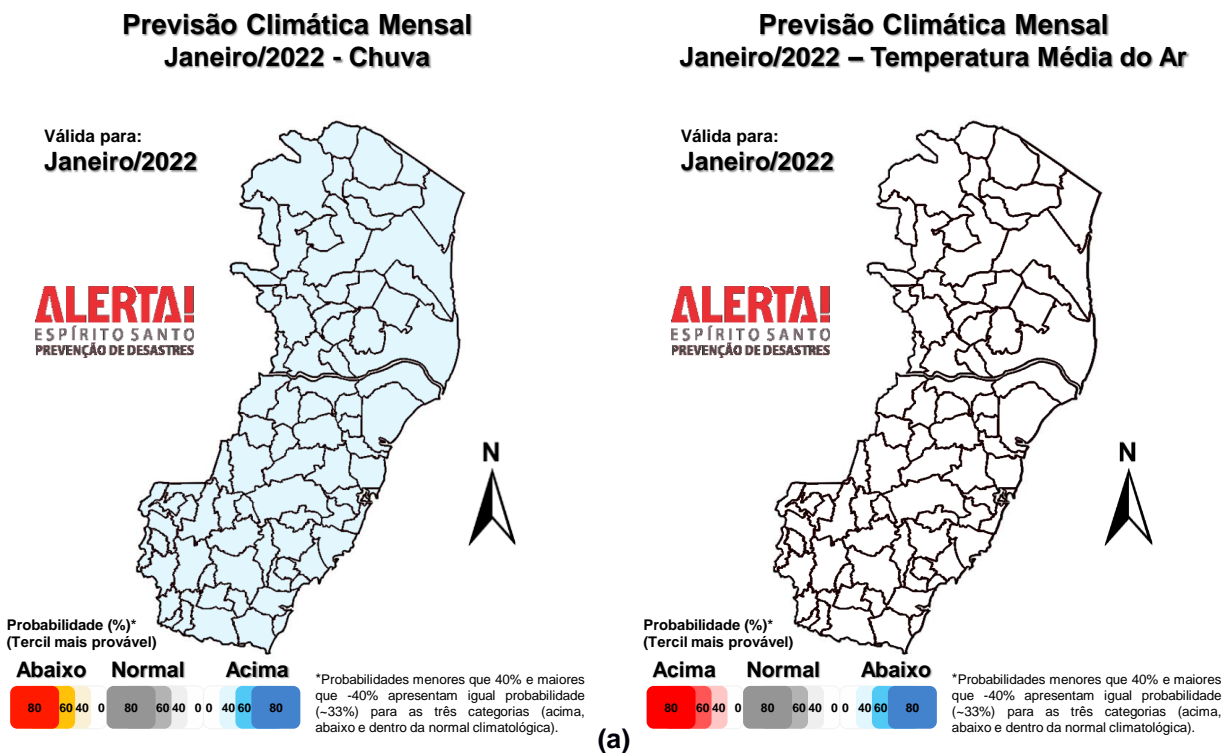 Previsão Climática Mensal
Janeiro/2022 - Chuva
Válida para:
Janeiro/2022
ALERTA!
ESPÍRITO SANTO
PREVENÇÃO DE DESASTRES
N
Probabilidade (%)*
(Tercil mais provável)
Abaixo Normal Acima
80 60 40 0 80 60 40 0 0 40 60 80
*Probabilidades menores que 40% e maiores
que -40% apresentam igual probabilidade
(~33%) para as três categorias (acima,
abaixo e dentro da normal climatológica).
Previsão Climática Mensal
Janeiro/2022 – Temperatura Média do Ar
Válida para:
Janeiro/2022
ALERTA!
ESPÍRITO SANTO
PREVENÇÃO DE DESASTRES
N
Probabilidade (%)*
(Tercil mais provável)
Acima Normal Abaixo
80 60 40 0 80 60 40 0 0 40 60 80
*Probabilidades menores que 40% e maiores
que -40% apresentam igual probabilidade
(~33%) para as três categorias (acima,
abaixo e dentro da normal climatológica).
(a)